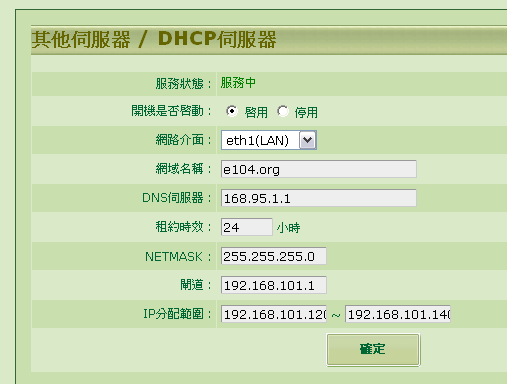 其他伺服器 / DHCP伺服器
服務狀態： 服務中
開機是否啓動： 啓用 停用
網路介面： eth1(LAN)
網域名稱： e104.org
DNS伺服器： 168.95.1.1
租約時效： 24 小時
NETMASK： 255.255.255.0
閘道： 192.168.101.1
IP分配範圍： 192.168.101.120 ~ 192.168.101.140
確定